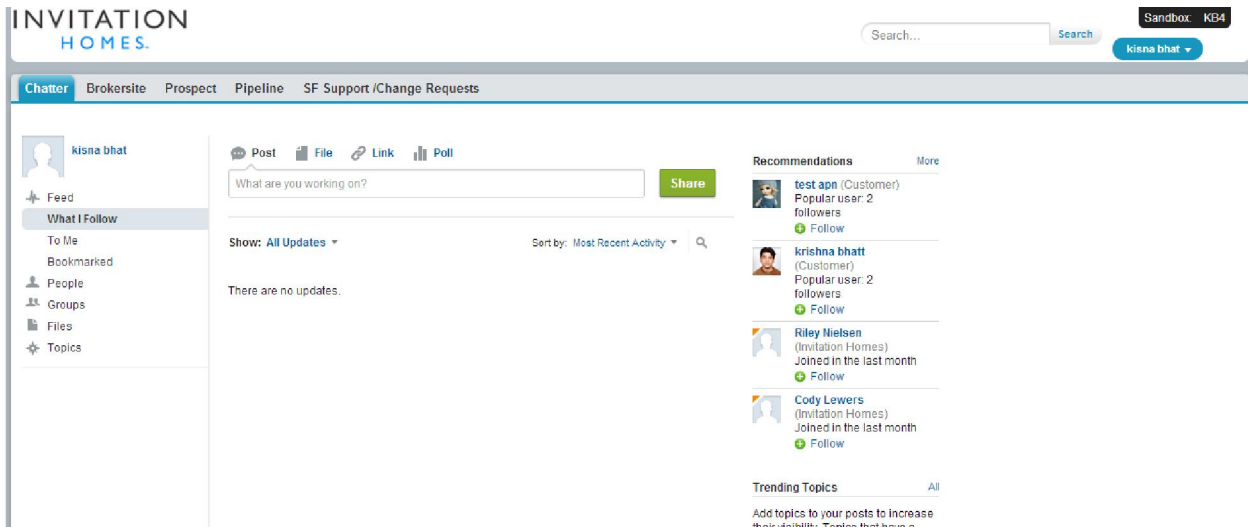 INVITATION
HOMES.
Search...
Search
Sandbox: KB4
kisna bhat
Chatter Brokersite Prospect Pipeline SF Support /Change Requests
kisna bhat
Feed
What I Follow
To Me
Bookmarked
People
Groups
Files
Topics
Post File Link Poll
What are you working on?
Share
Show: All Updates
Sort by: Most Recent Activity
There are no updates.
Recommendations More
test apn (Customer)
Popular user: 2
followers
Follow
krishna bhatt
(Customer)
Popular user: 2
followers
Follow
Riley Nielsen
(Invitation Homes)
Joined in the last month
Follow
Cody Lewers
(Invitation Homes)
Joined in the last month
Follow
Trending Topics All
Add topics to your posts to increase
their visibility. Topics that have a